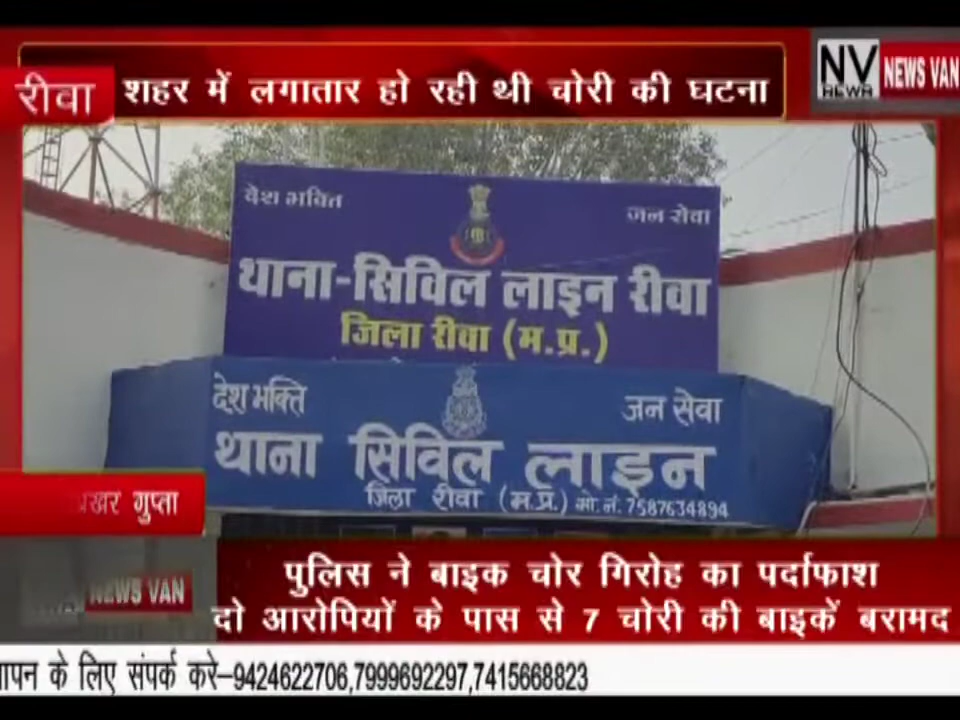 रीवा
शहर में लगातार हो रही थी चोरी की घटना
NV
NEWS
NEWS VAN
देश भक्ति
जन सेवा
थाना-सिविल लाइन रीवा
जिला रीवा (म.प्र.)
देश भक्ति
जन सेवा
थाना सिविल लाइन
जिला रीवा (म.प्र.) मो.नं. 7587634894
गुप्ता
NEWS VAN
पुलिस ने बाइक चोर गिरोह का पर्दाफाश
दो आरोपियों के पास से 7 चोरी की बाइकें बरामद
के लिए संपर्क करे–9424622706,7999692297,7415668823